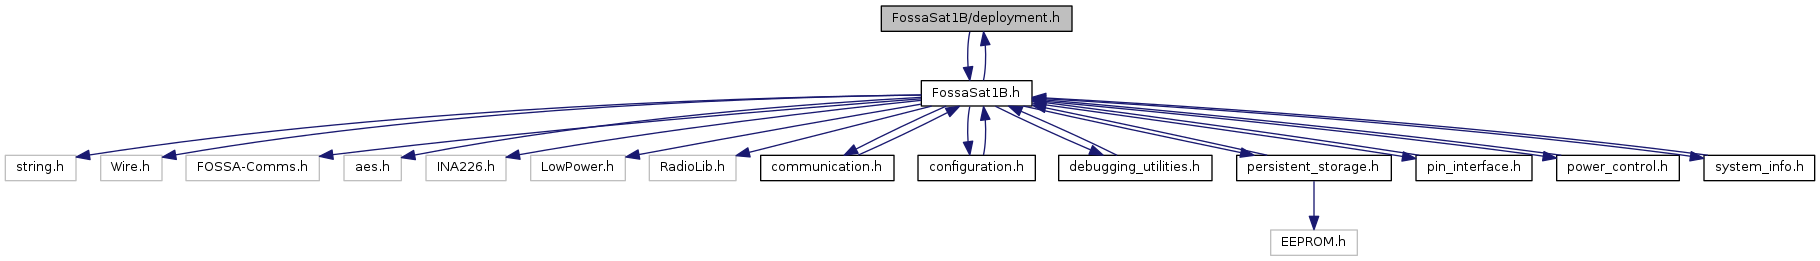 FossaSat1B/deployment.h
FossaSat1B.h
string.h
Wire.h
FOSSA-Comms.h
aes.h
INA226.h
LowPower.h
RadioLib.h
communication.h
configuration.h
debugging_utilities.h
persistent_storage.h
pin_interface.h
power_control.h
system_info.h
EEPROM.h